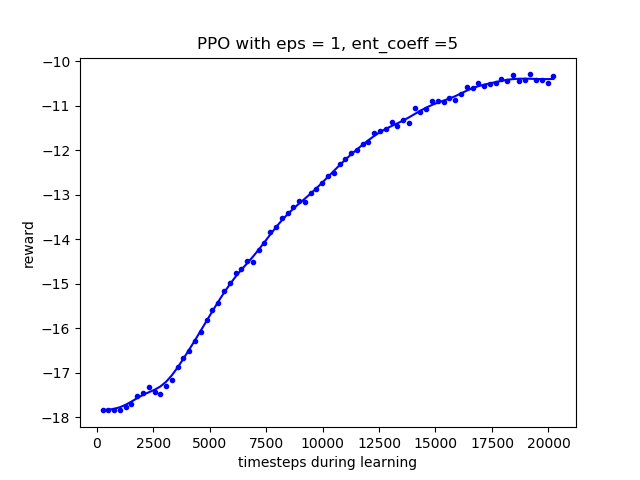 PPO with eps = 1, ent_coeff =5
−10
−11
−12
−13
−14
−15
−16
−17
−18
reward
0 2500 5000 7500 10000 12500 15000 17500 20000
timesteps during learning